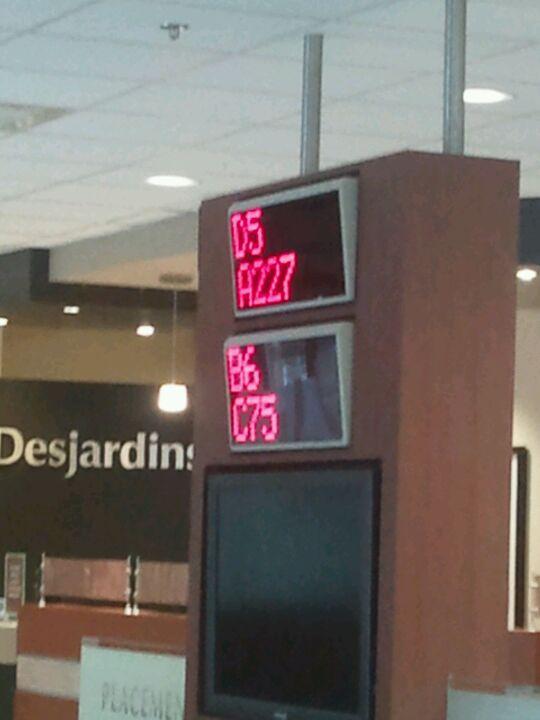 D5
A227
B6
C75
Desjardins
PLACEMEN